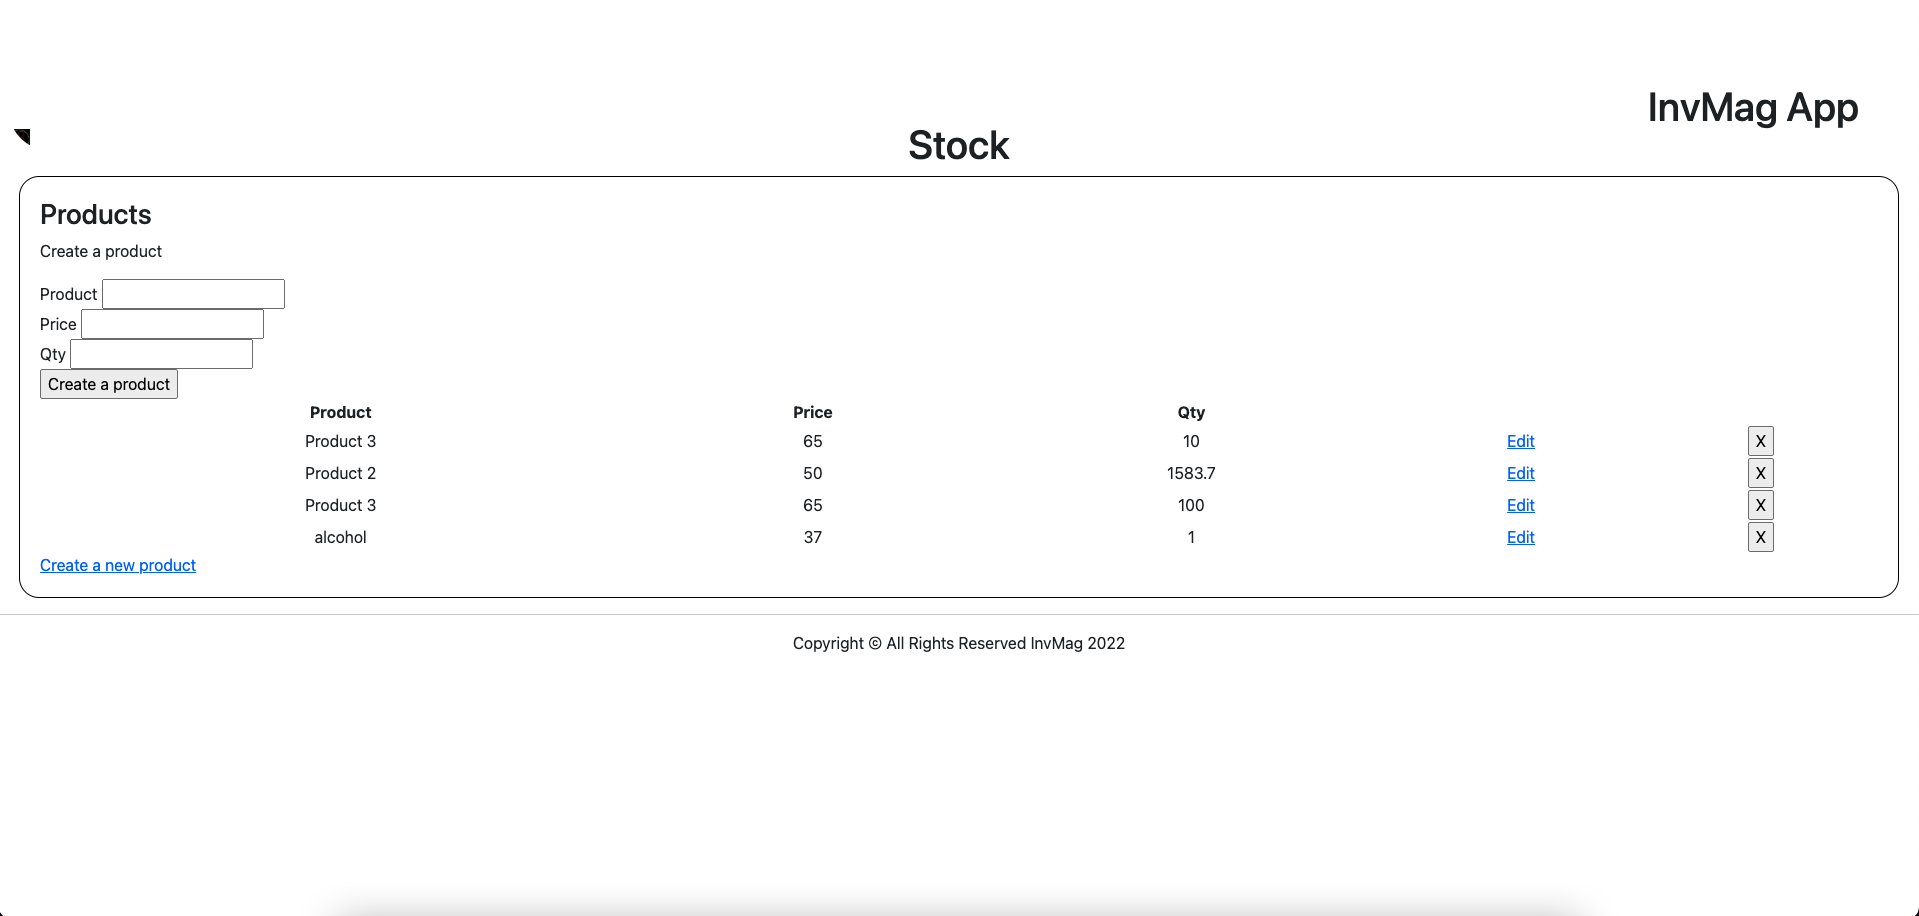 InvMag App
Stock
Products
Create a product
Product
Price
Qty
Create a product
Product Price Qty
Product 3 65 10 Edit X
Product 2 50 1583.7 Edit X
Product 3 65 100 Edit X
alcohol 37 1 Edit X
Create a new product
Copyright © All Rights Reserved InvMag 2022